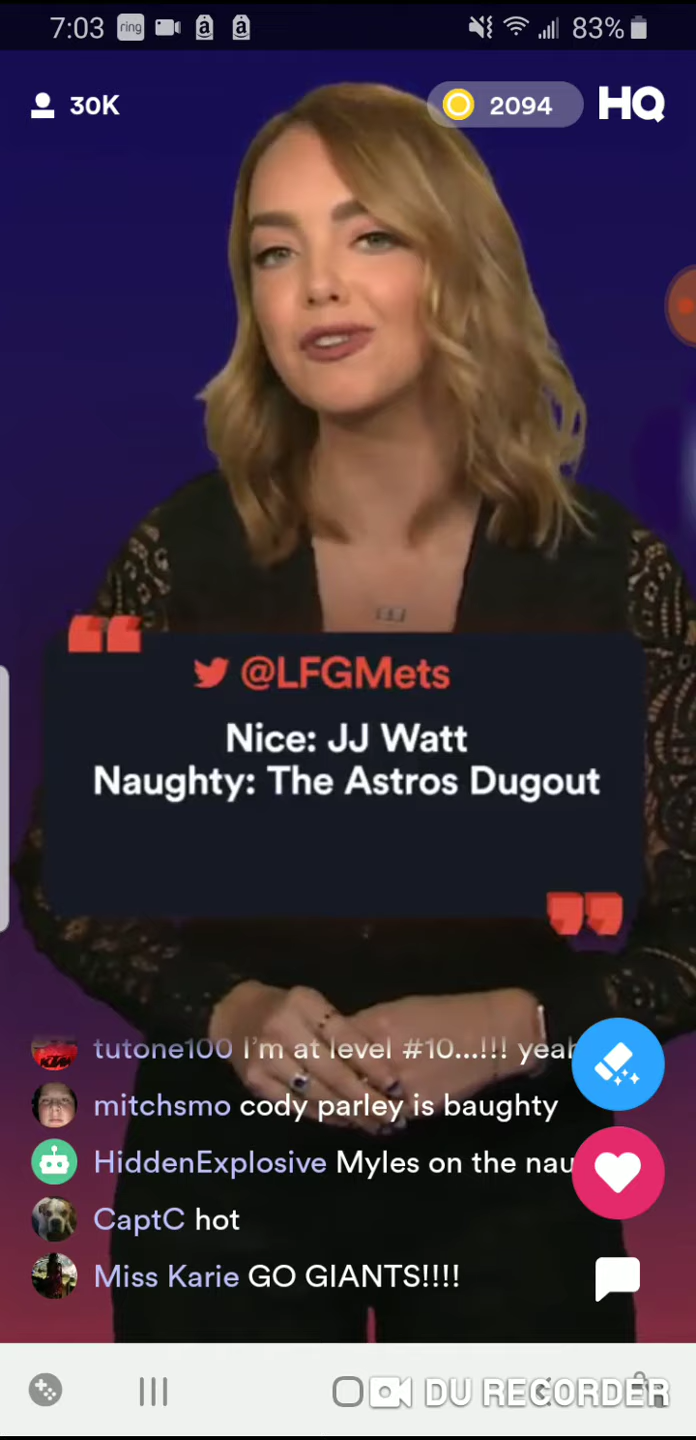 7:03 ring a a 83%
30K 2094 HQ
@LFGMets
Nice: JJ Watt
Naughty: The Astros Dugout
tutone100 I'm at level #10...!!! yeah
mitchsmo cody parley is baughty
HiddenExplosive Myles on the nau
CaptC hot
Miss Karie GO GIANTS!!!!
DU RECORDER